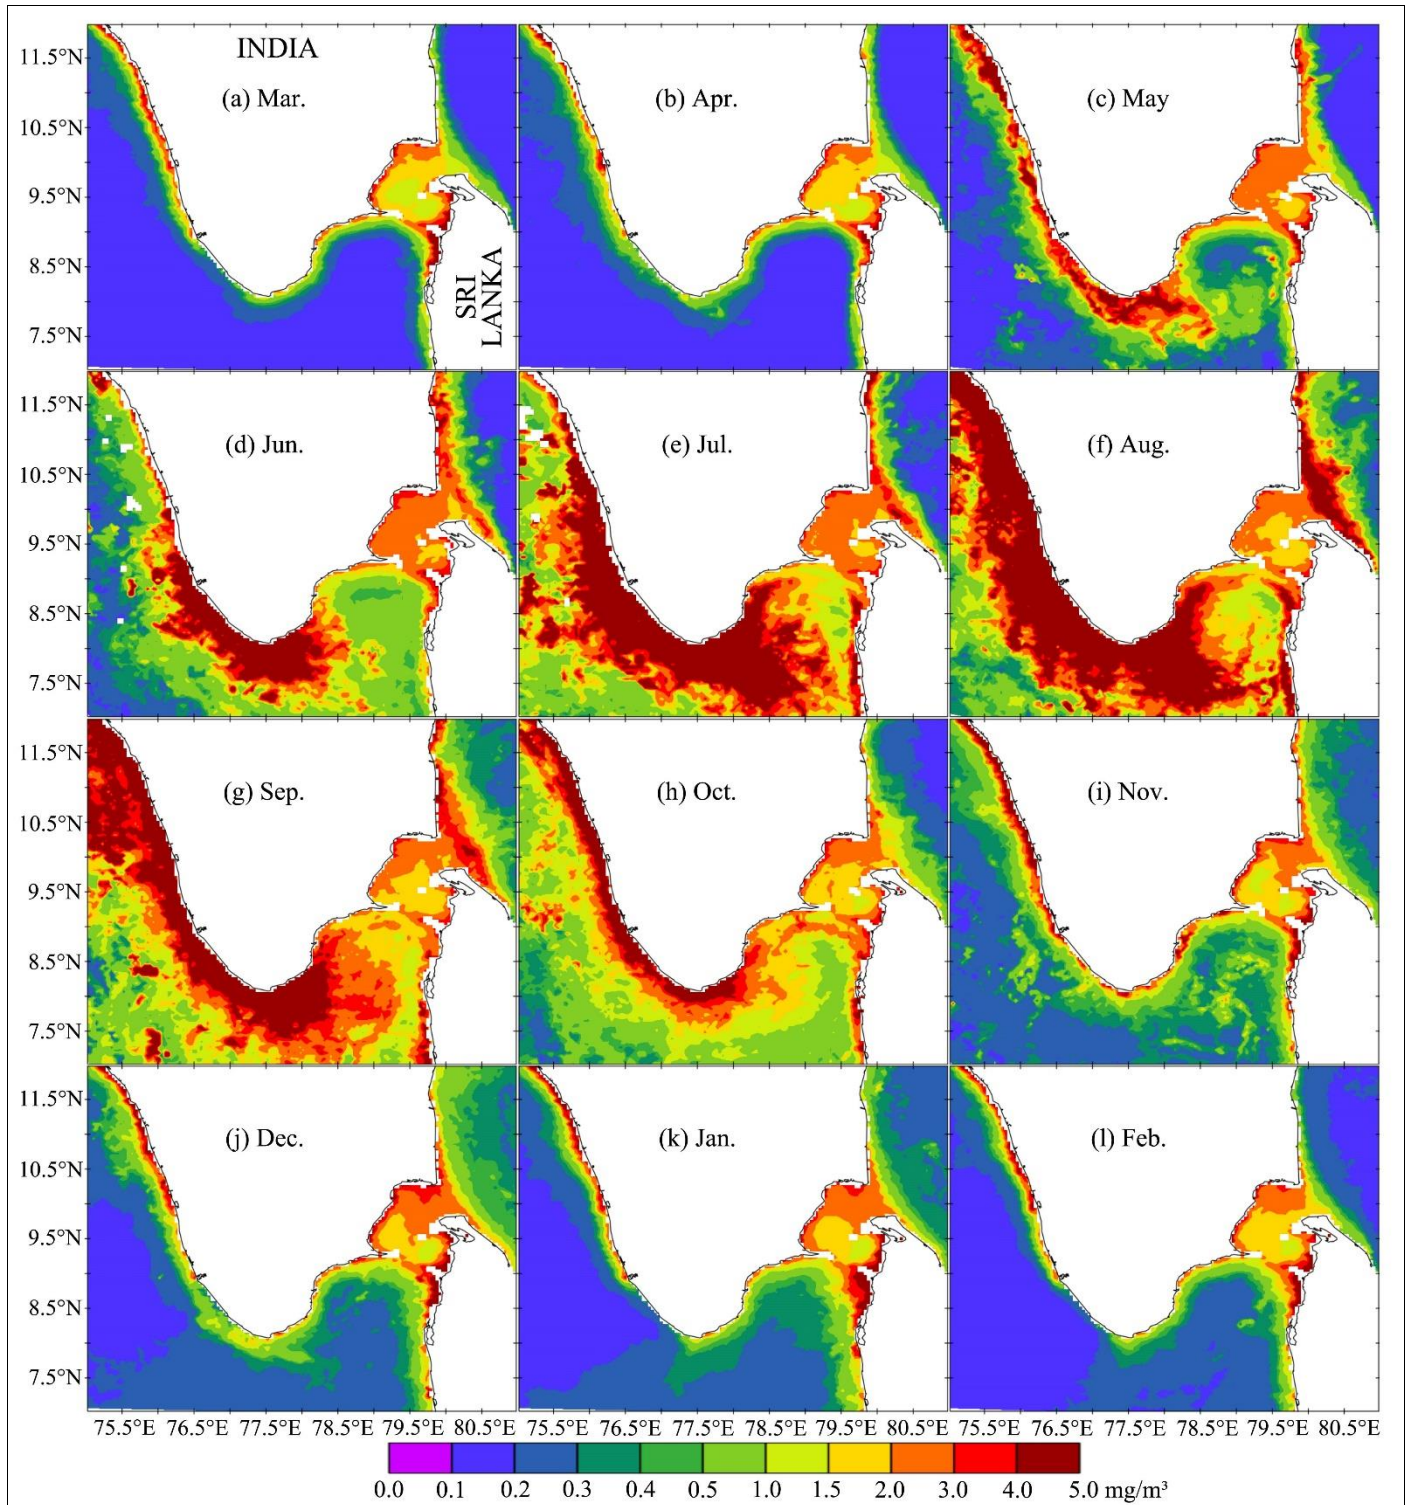 INDIA
11.5°N
(a) Mar.
(b) Apr.
(c) May
10.5°N
9.5°N
8.5°N
SRI
LANKA
7.5°N
11.5°N
(d) Jun.
(e) Jul.
(f) Aug.
10.5°N
9.5°N
8.5°N
7.5°N
11.5°N
(g) Sep.
(h) Oct.
(i) Nov.
10.5°N
9.5°N
8.5°N
7.5°N
11.5°N
(j) Dec.
(k) Jan.
(l) Feb.
10.5°N
9.5°N
8.5°N
7.5°N
75.5°E 76.5°E 77.5°E 78.5°E 79.5°E 80.5°E 75.5°E 76.5°E 77.5°E 78.5°E 79.5°E 80.5°E 75.5°E 76.5°E 77.5°E 78.5°E 79.5°E 80.5°E
0.0 0.1 0.2 0.3 0.4 0.5 1.0 1.5 2.0 3.0 4.0 5.0 mg/m³